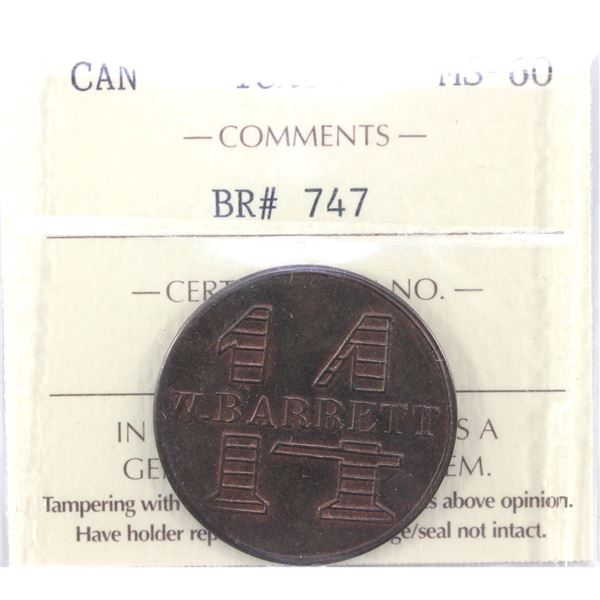 CAN MS-60
— COMMENTS —
BR# 747
— CERT NO. —
14
W. BARRETT
IN S A
GE EM.
Tampering with s above opinion.
Have holder rep ge/seal not intact.